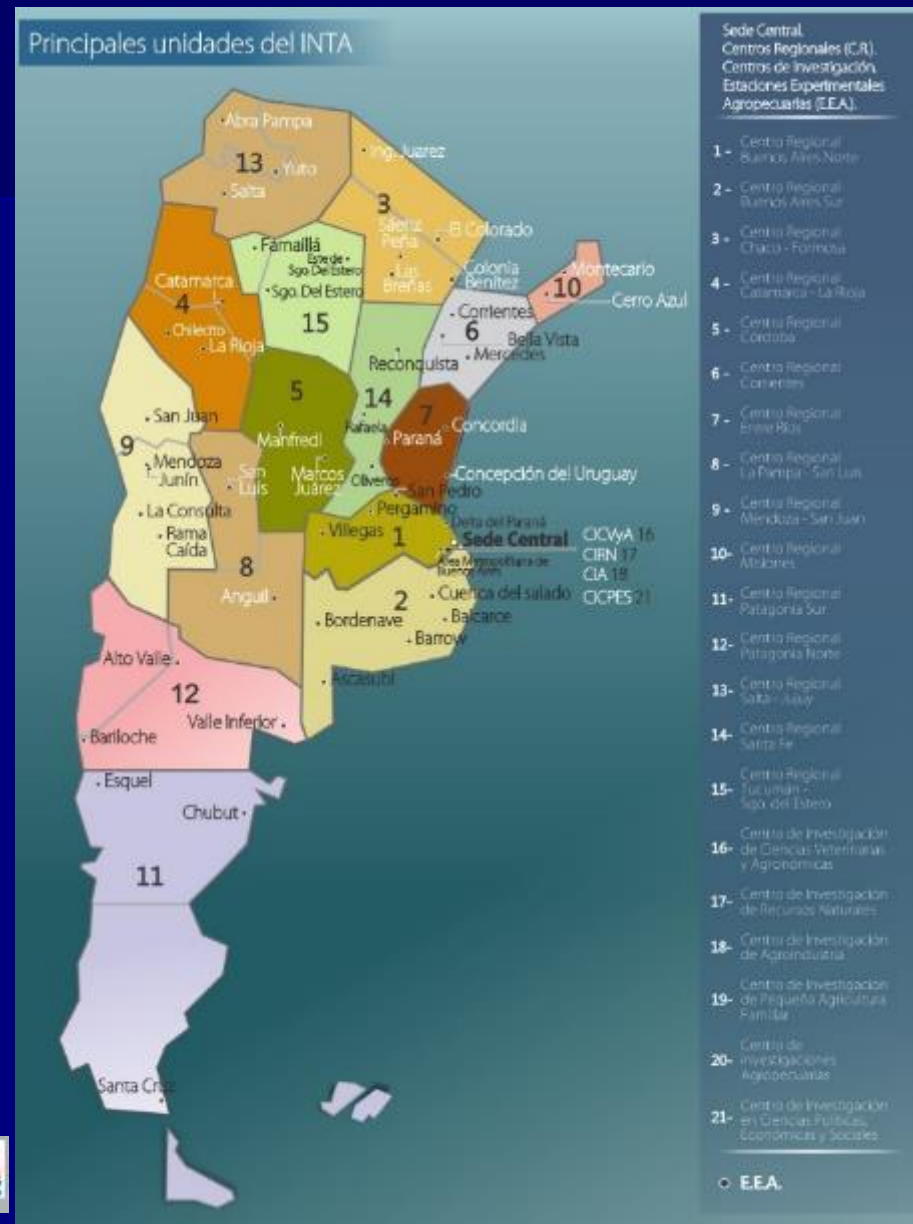 Principales unidades del INTA
Sede Central.
Centros Regionales (C.R.).
Centros de Investigación.
Estaciones Experimentales
Agropecuarias (E.E.A.).
1- Centro Regional
Buenos Aires Norte
2- Centro Regional
Buenos Aires Sur
3- Centro Regional
Chaco - Formosa
4- Centro Regional
Catamarca - La Rioja
5- Centro Regional
Córdoba
6- Centro Regional
Corrientes
7- Centro Regional
Entre Ríos
8- Centro Regional
La Pampa - San Luis
9- Centro Regional
Mendoza - San Juan
10- Centro Regional
Misiones
11- Centro Regional
Patagonia Sur
12- Centro Regional
Patagonia Norte
13- Centro Regional
Salta - Jujuy
14- Centro Regional
Santa Fe
15- Centro Regional
Tucumán -
Sgo. del Estero
16- Centro de Investigación
de Ciencias Veterinarias
y Agronómicas
17- Centro de Investigación
de Recursos Naturales
18- Centro de Investigación
de Agroindustria
19- Centro de Investigación
de Pequeña Agricultura
Familiar
20- Centro de
investigaciones
Agropecuarias
21- Centro de Investigación
en Ciencias Políticas,
Económicas y Sociales
E.E.A.
Abra Pampa
13
Yuto
Salta
Ing. Juarez
3
Sáenz
Peña
El Colorado
Las
Breñas
Colonia
Benítez
Famaillá
Este de
Sgo. Del Estero
Sgo. Del Estero
15
Catamarca
4
Chilecito
La Rioja
Montecarlo
10
Cerro Azul
Corrientes
6
Bella Vista
Mercedes
Reconquista
14
Rafaela
Oliveros
5
Manfredi
Marcos
Juárez
7
Concordia
Paraná
Concepción del Uruguay
San Juan
9
Mendoza
Junín
La Consulta
Rama
Caída
San
Luis
8
Anguil
San Pedro
Pergamino
Delta del Paraná
Villegas
1
Sede Central
Área Metropolitana de
Buenos Aires
CICVyA 16
CIRN 17
CIA 18
CICPES 21
2
Cuenca del salado
Bordenave
Balcarce
Barrow
Ascasubi
Alto Valle
12
Valle Inferior
Bariloche
Esquel
Chubut
11
Santa Cruz